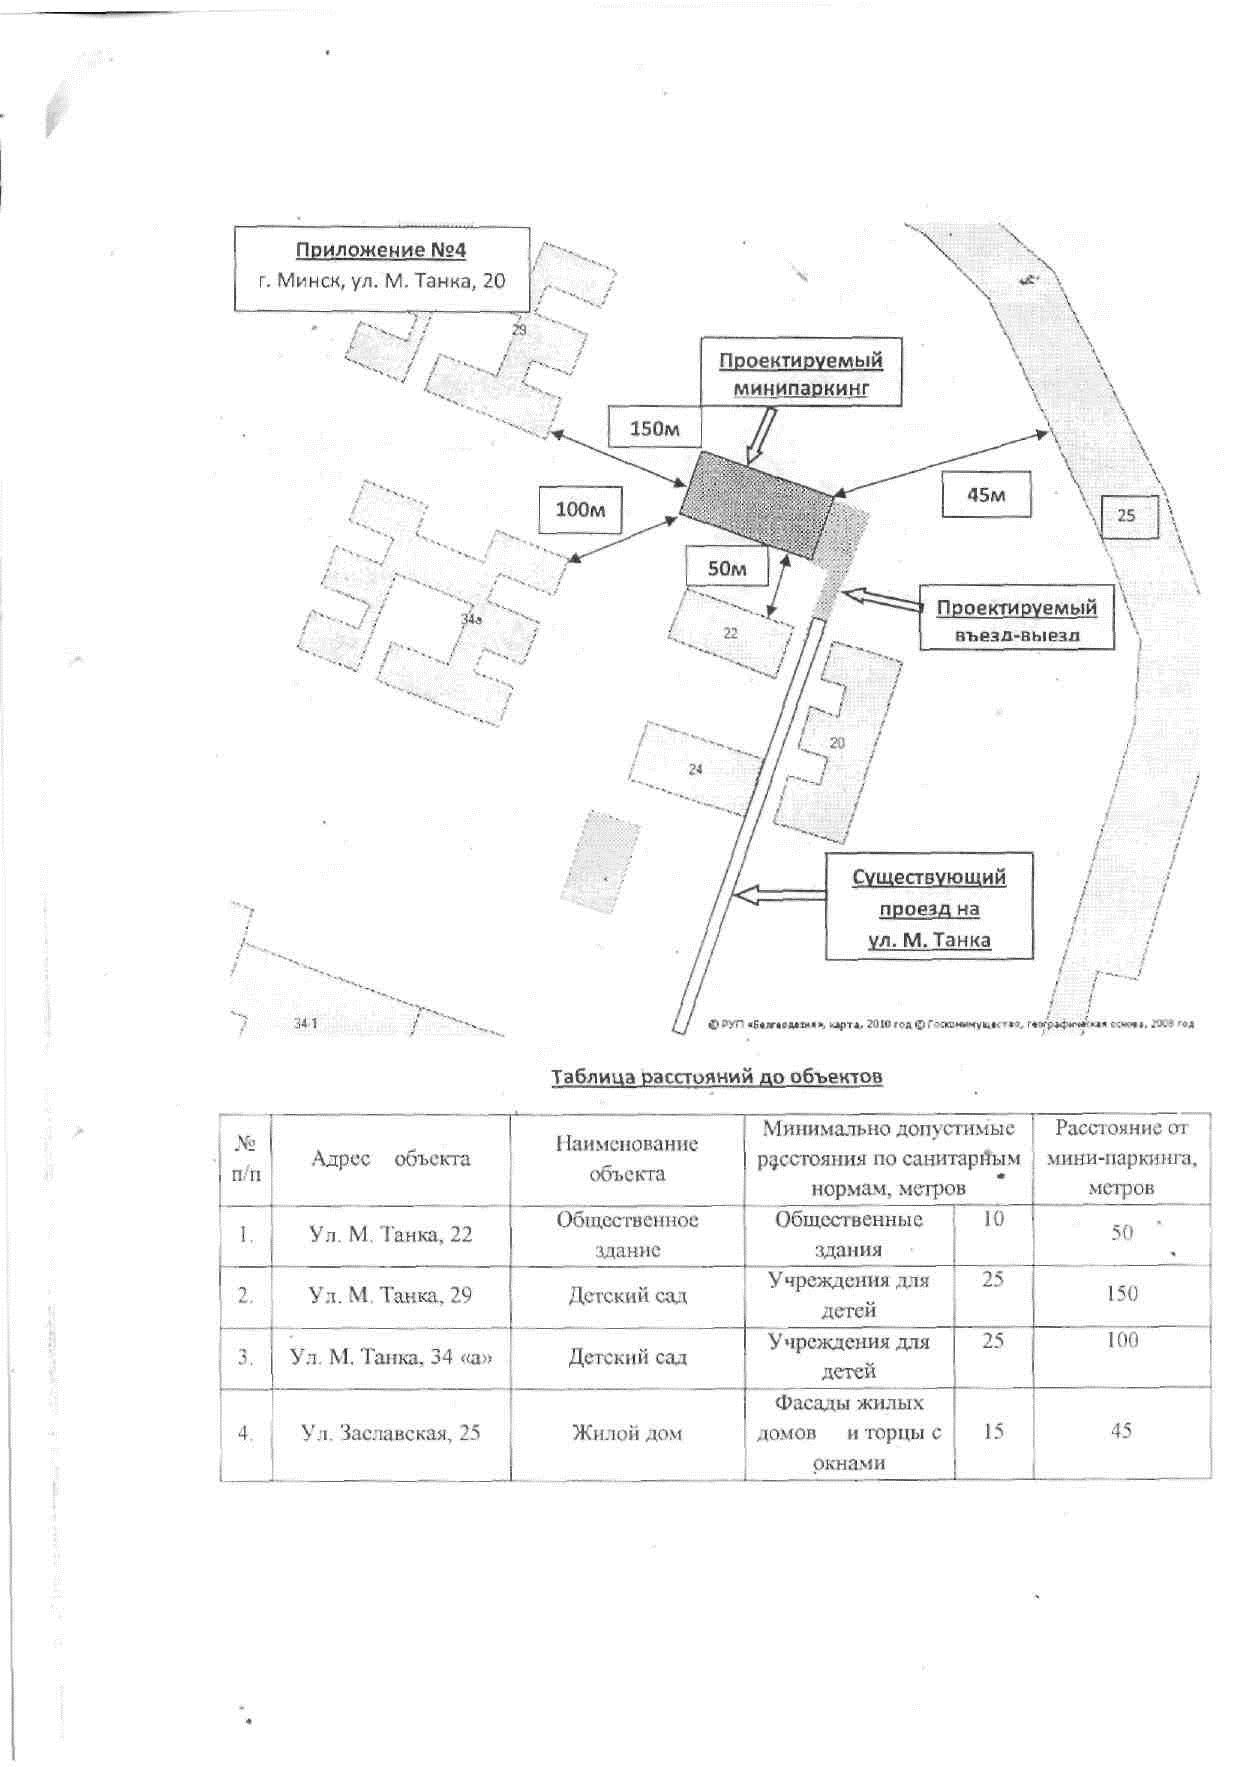 Приложение №4
г. Минск, ул. М. Танка, 20
29
Проектируемый
минипаркинг
150м
45м
100м
25
50м
Проектируемый
въезд-выезд
34а
22
20
24
Существующий
проезд на
ул. М. Танка
34-1
© РУП «Белгеодезия», карта, 2010 год © Госкомимущество, географическая основа, 2008 год
Таблица расстояний до объектов
№ п/п
Адрес объекта
Наименование объекта
Минимально допустимые расстояния по санитарным нормам, метров
Расстояние от мини-паркинга, метров
1. Ул. М. Танка, 22 Общественное здание Общественные здания 10 50
2. Ул. М. Танка, 29 Детский сад Учреждения для детей 25 150
3. Ул. М. Танка, 34 «а» Детский сад Учреждения для детей 25 100
4. Ул. Заславская, 25 Жилой дом Фасады жилых домов и торцы с окнами 15 45